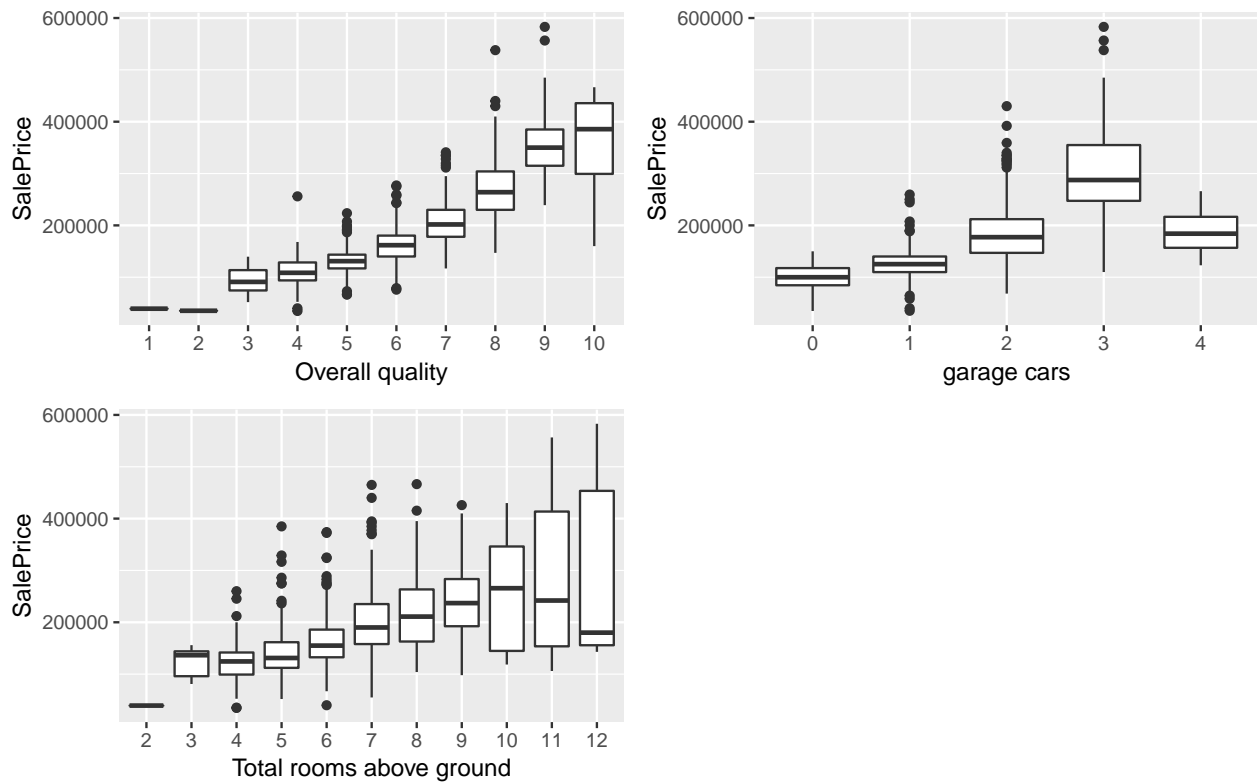 600000
400000
200000
SalePrice
1 2 3 4 5 6 7 8 9 10
Overall quality
600000
400000
200000
SalePrice
0 1 2 3 4
garage cars
600000
400000
200000
SalePrice
2 3 4 5 6 7 8 9 10 11 12
Total rooms above ground